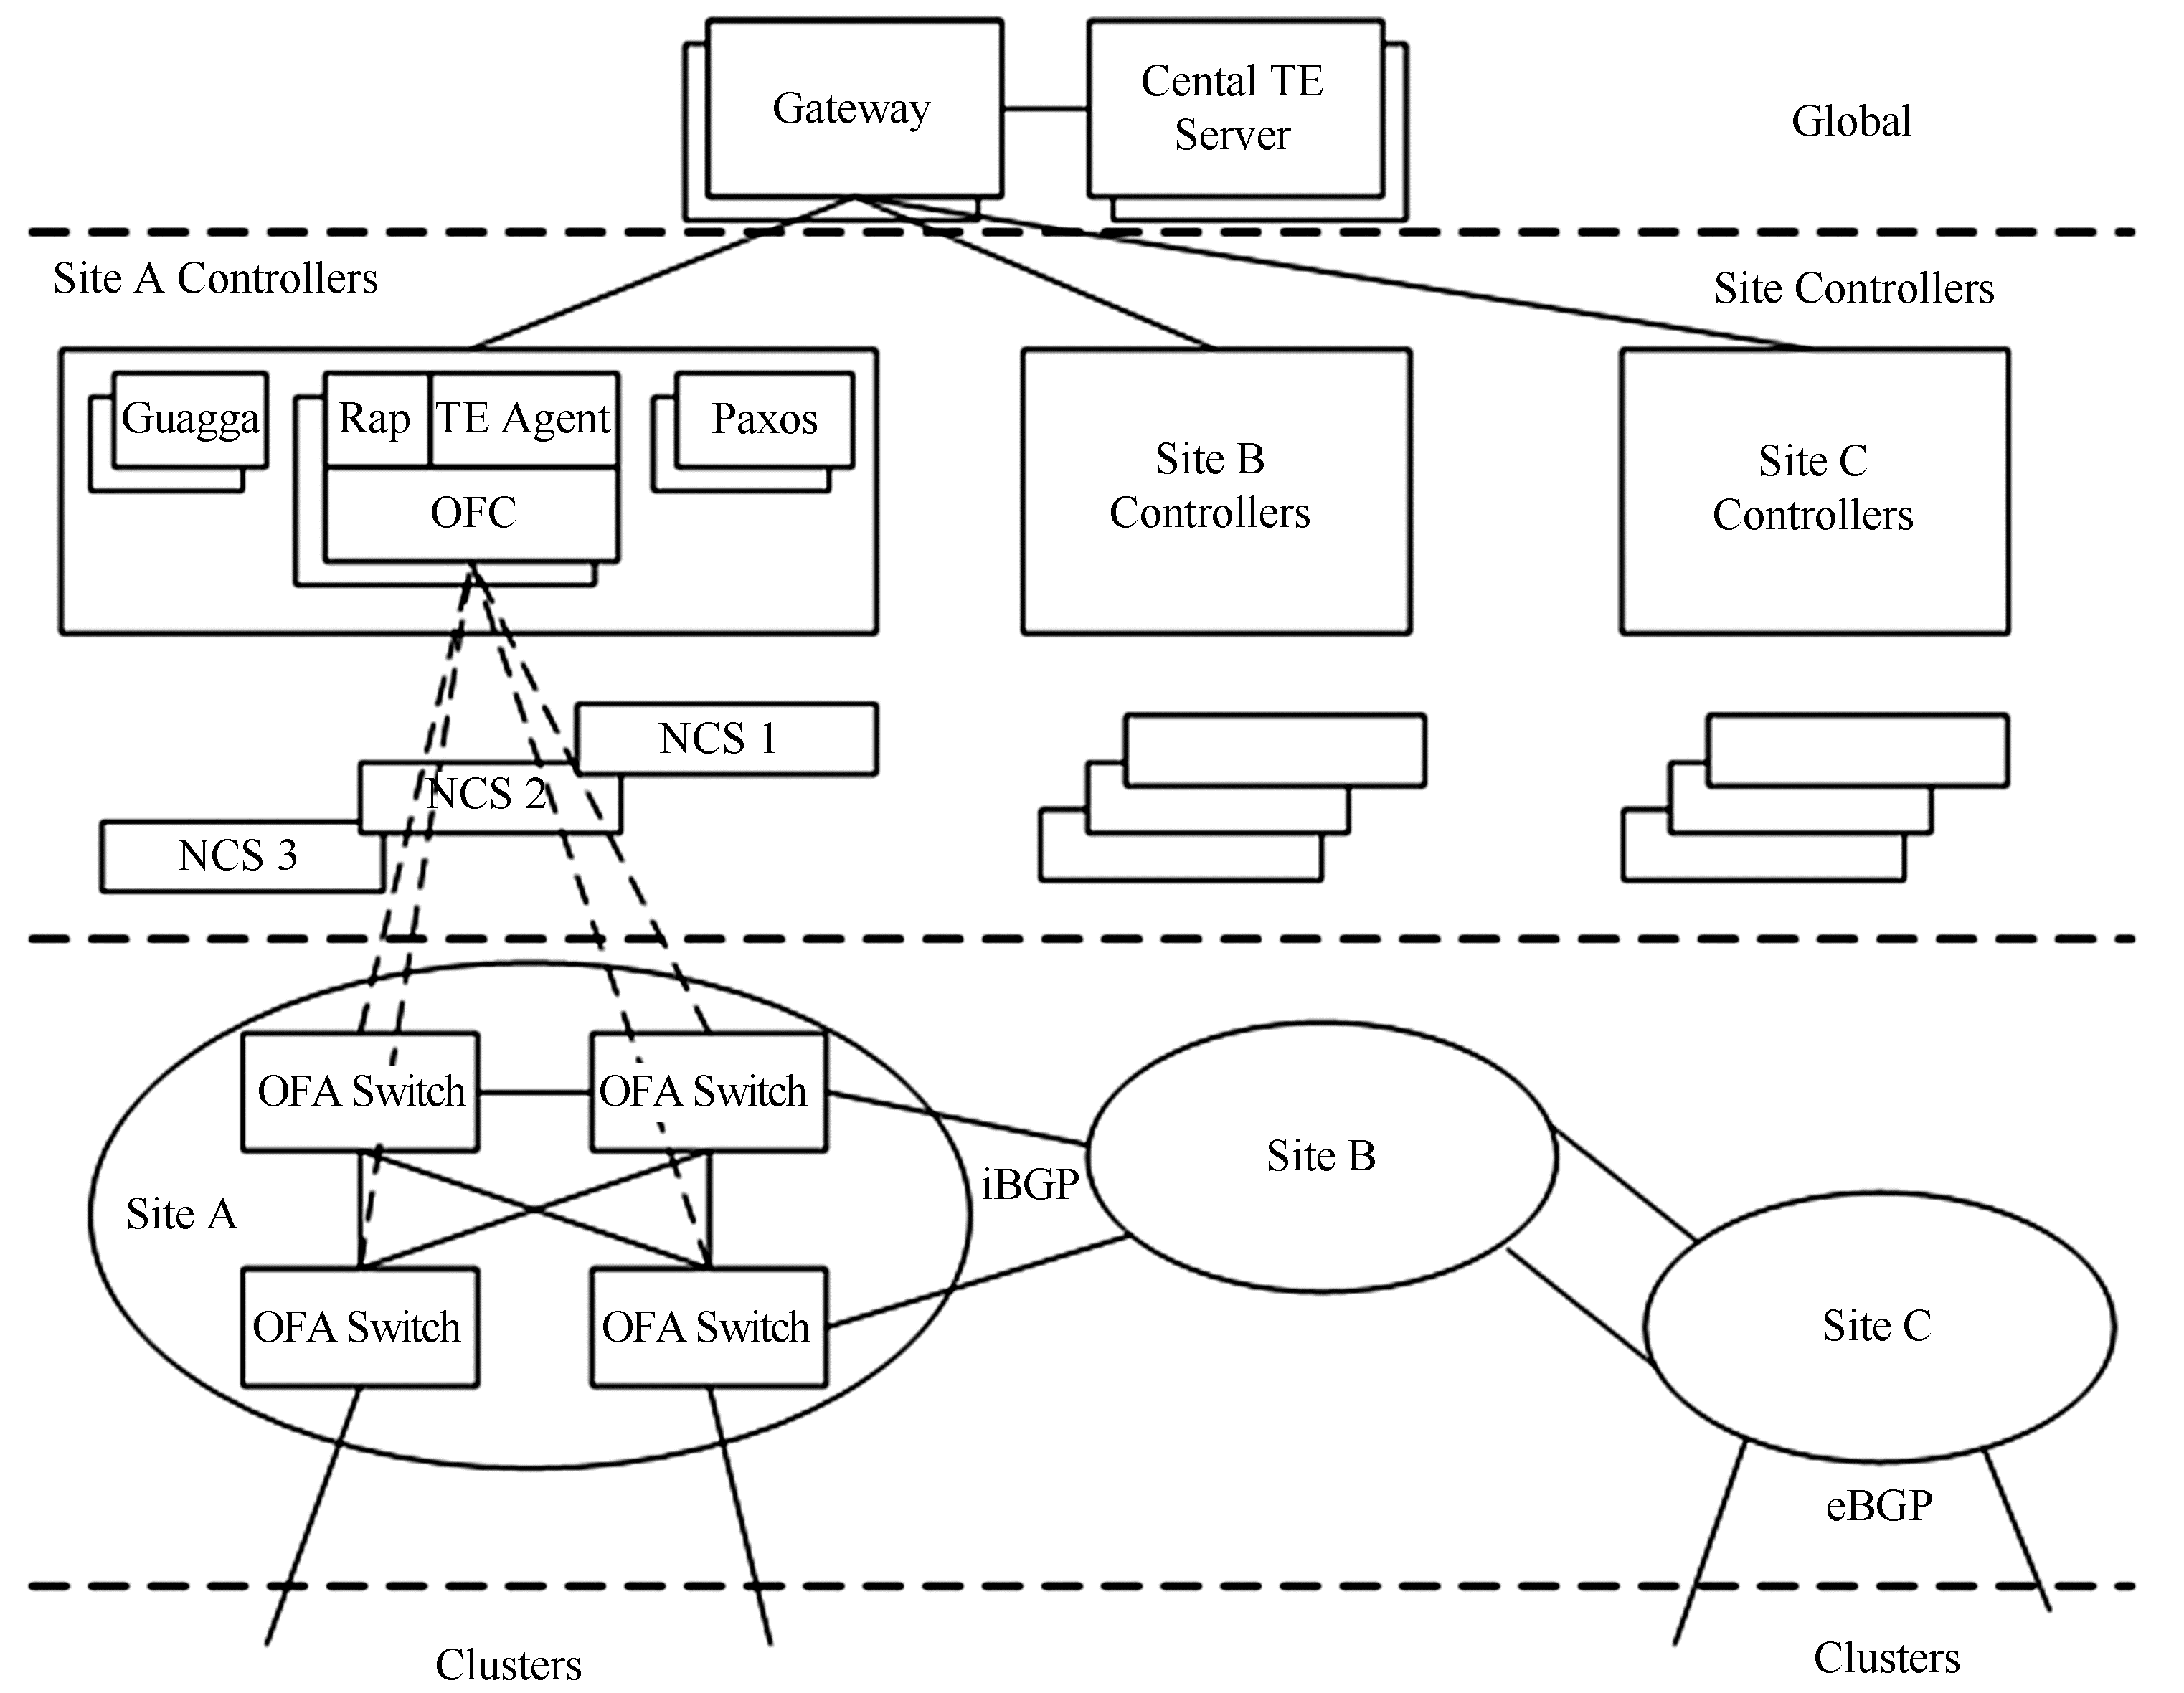 Gateway
Cental TE
Server
Global
Site A Controllers
Site Controllers
Guagga
Rap
TE Agent
Paxos
OFC
Site B
Controllers
Site C
Controllers
NCS 1
NCS 2
NCS 3
OFA Switch
OFA Switch
Site B
iBGP
Site A
OFA Switch
OFA Switch
Site C
eBGP
Clusters
Clusters